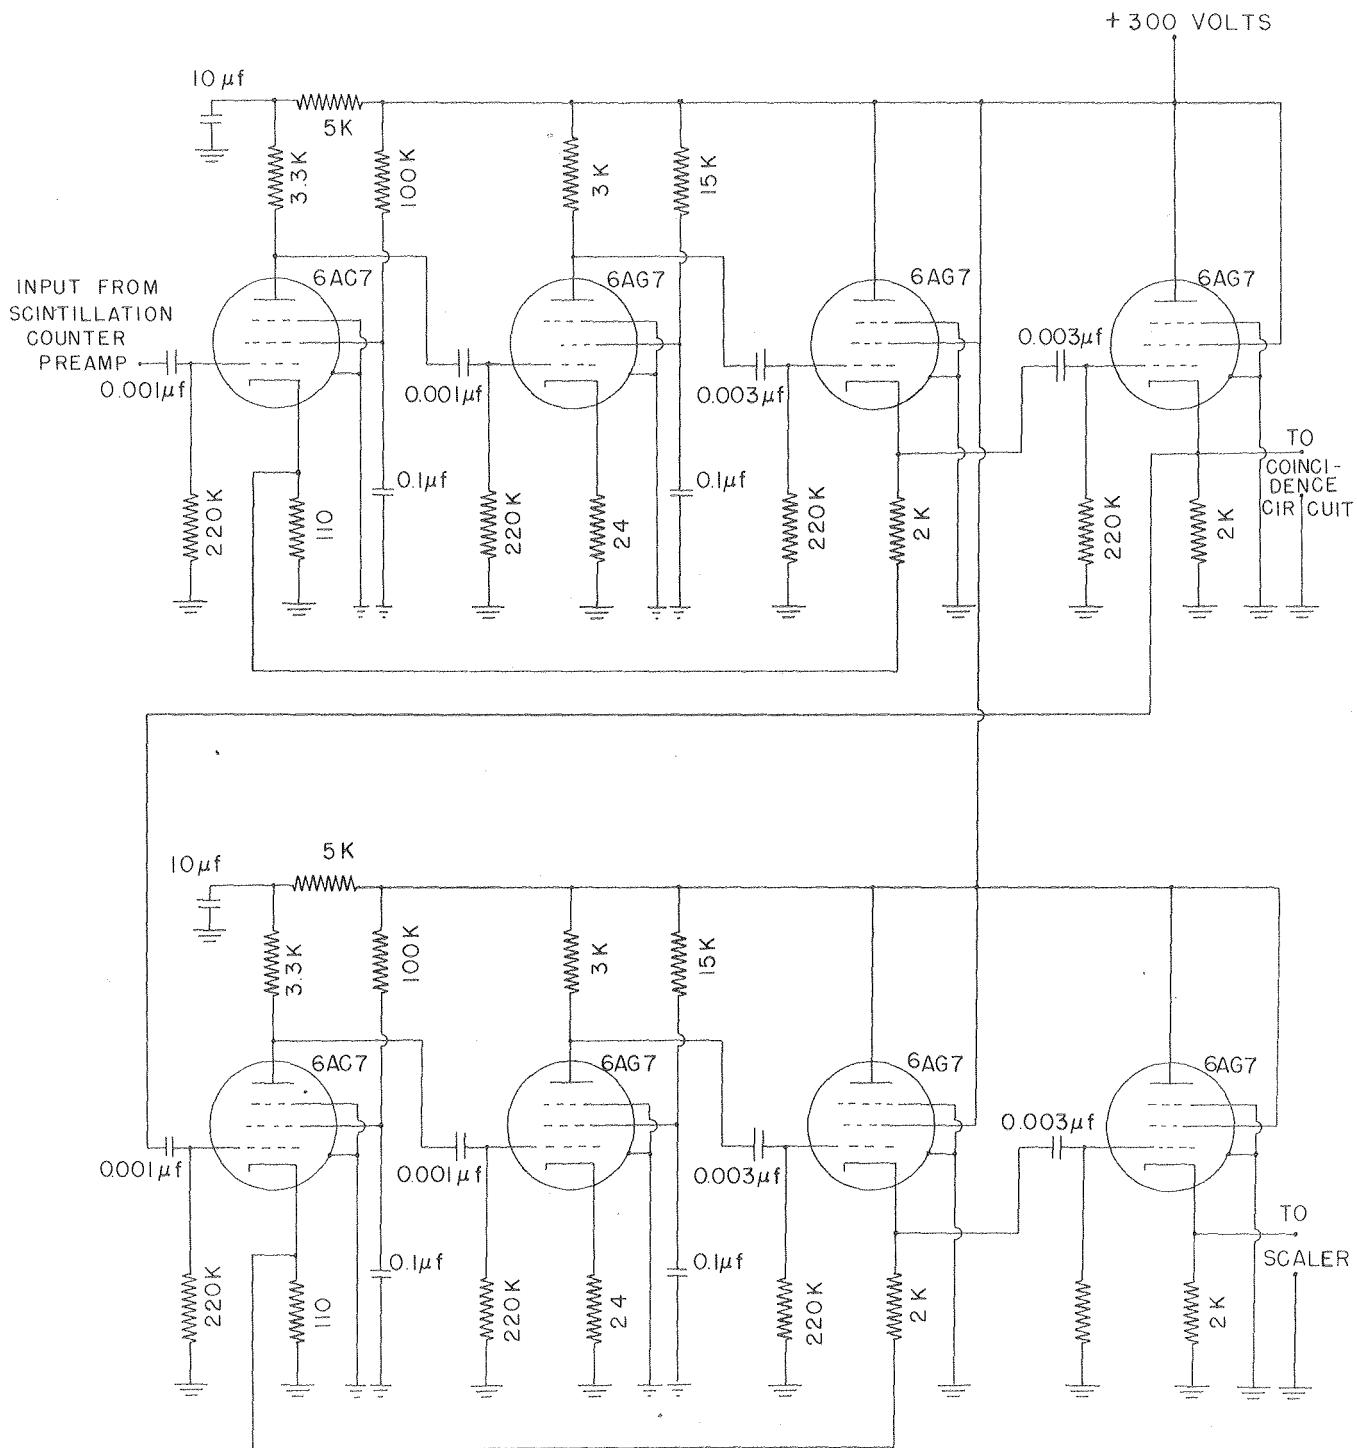 +300 VOLTS
10 µf
5K
3.3K
100K
3K
15K
6AC7
6AG7
6AG7
6AG7
INPUT FROM
SCINTILLATION
COUNTER
PREAMP
0.001µf
0.001µf
0.003µf
0.003µf
220K
110
0.1µf
220K
24
0.1µf
220K
2K
220K
2K
TO
COINCI-
DENCE
CIRCUIT
10µf
5K
3.3K
100K
3K
15K
6AC7
6AG7
6AG7
6AG7
0.001µf
0.001µf
0.003µf
0.003µf
220K
110
0.1µf
220K
24
0.1µf
220K
2K
2K
TO
SCALER